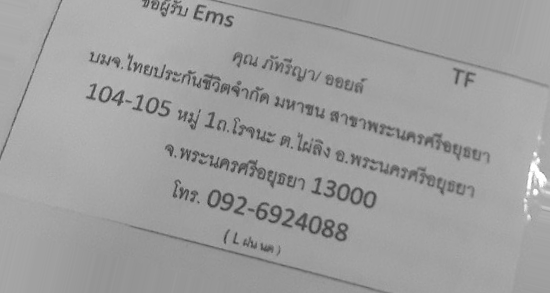 ชื่อผู้รับ Ems
คุณ ภัทรีญา/ ออยล์ TF
บมจ.ไทยประกันชีวิตจำกัด มหาชน สาขาพระนครศรีอยุธยา
104-105 หมู่ 1ถ.โรจนะ ต.ไผ่ลิง อ.พระนครศรีอยุธยา
จ.พระนครศรีอยุธยา 13000
โทร. 092-6924088
( L ฝน นค )